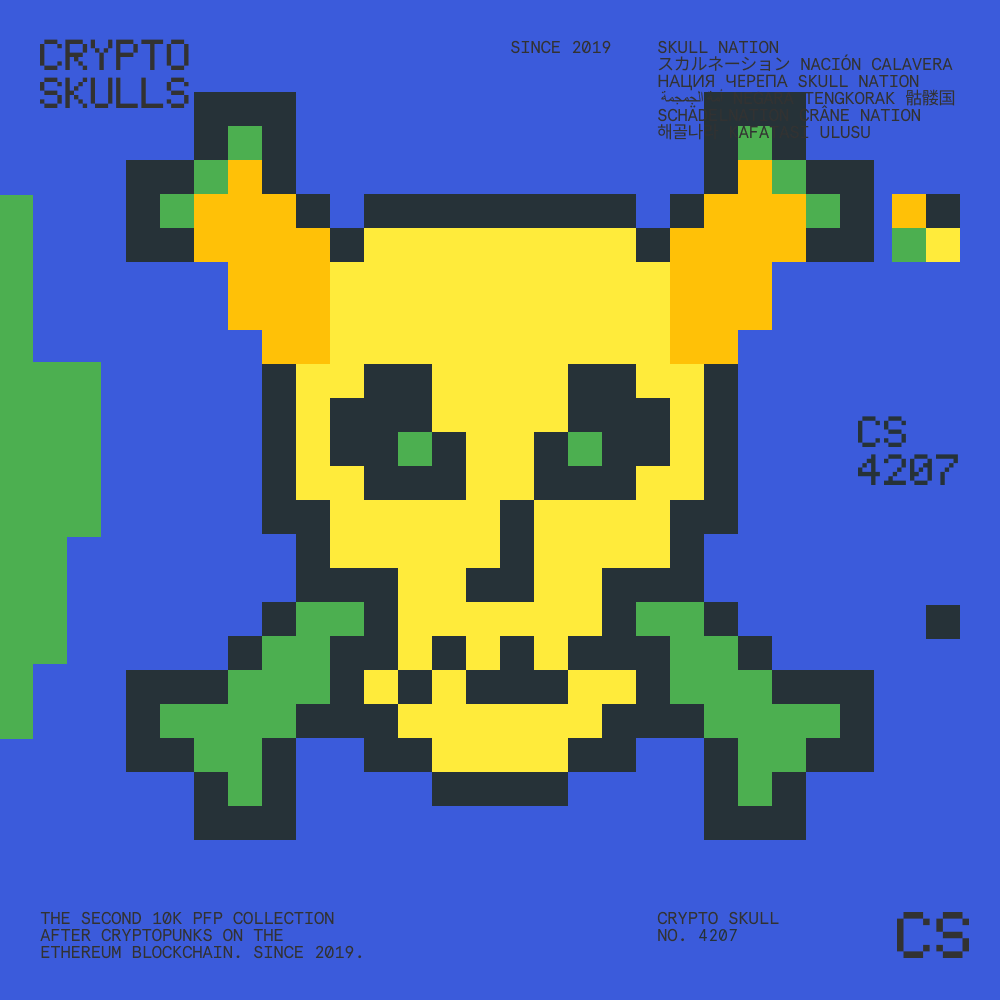 CRYPTO
SKULLS
SINCE 2019
SKULL NATION
スカルネーション NACIÓN CALAVERA
НАЦИЯ ЧЕРЕПА SKULL NATION
TENGKORAK 骷髅国
CRÂNE NATION
ULUSU
CS
4207
THE SECOND 10K PFP COLLECTION
AFTER CRYPTOPUNKS ON THE
ETHEREUM BLOCKCHAIN. SINCE 2019.
CRYPTO SKULL
NO. 4207
CS